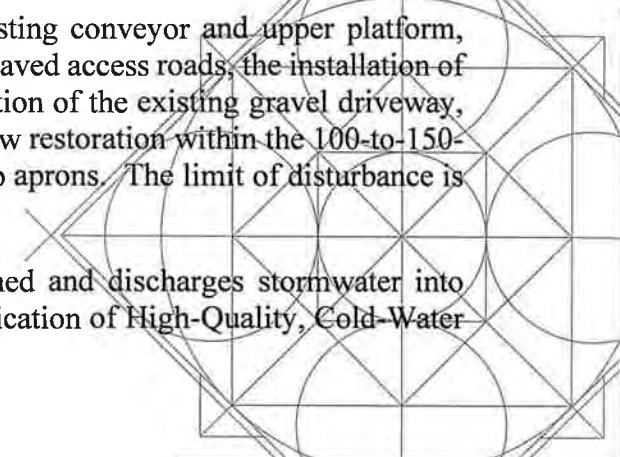 sting conveyor and upper platform,
aved access roads, the installation of
tion of the existing gravel driveway,
w restoration within the 100-to-150-
o aprons. The limit of disturbance is
ned and discharges stormwater into
ication of High-Quality, Cold-Water